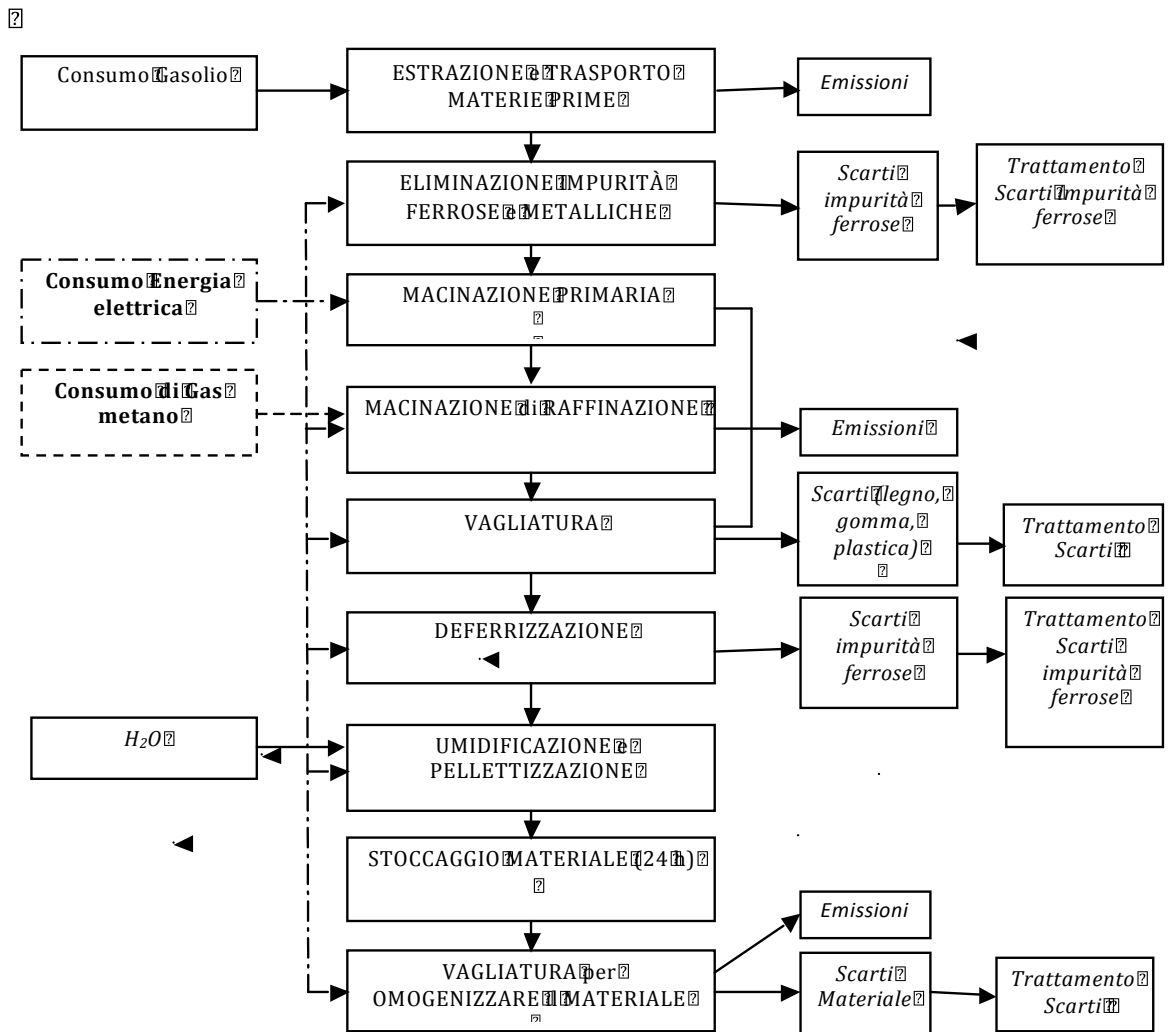 Consumo Gasolio
ESTRAZIONE e TRASPORTO
MATERIE PRIME
Emissioni
ELIMINAZIONE IMPURITÀ
FERROSE e METALLICHE
Scarti
impurità
ferrose
Trattamento
Scarti Impurità
ferrose
Consumo Energia
elettrica
MACINAZIONE PRIMARIA
Consumo di Gas
metano
MACINAZIONE di RAFFINAZIONE
Emissioni
VAGLIATURA
Scarti (legno,
gomma,
plastica)
Trattamento
Scarti
DEFERRIZZAZIONE
Scarti
impurità
ferrose
Trattamento
Scarti
impurità
ferrose
H₂O
UMIDIFICAZIONE e
PELLETTIZZAZIONE
STOCCAGGIO MATERIALE (24 h)
Emissioni
VAGLIATURA per
OMOGENIZZARE il MATERIALE
Scarti
Materiale
Trattamento
Scarti